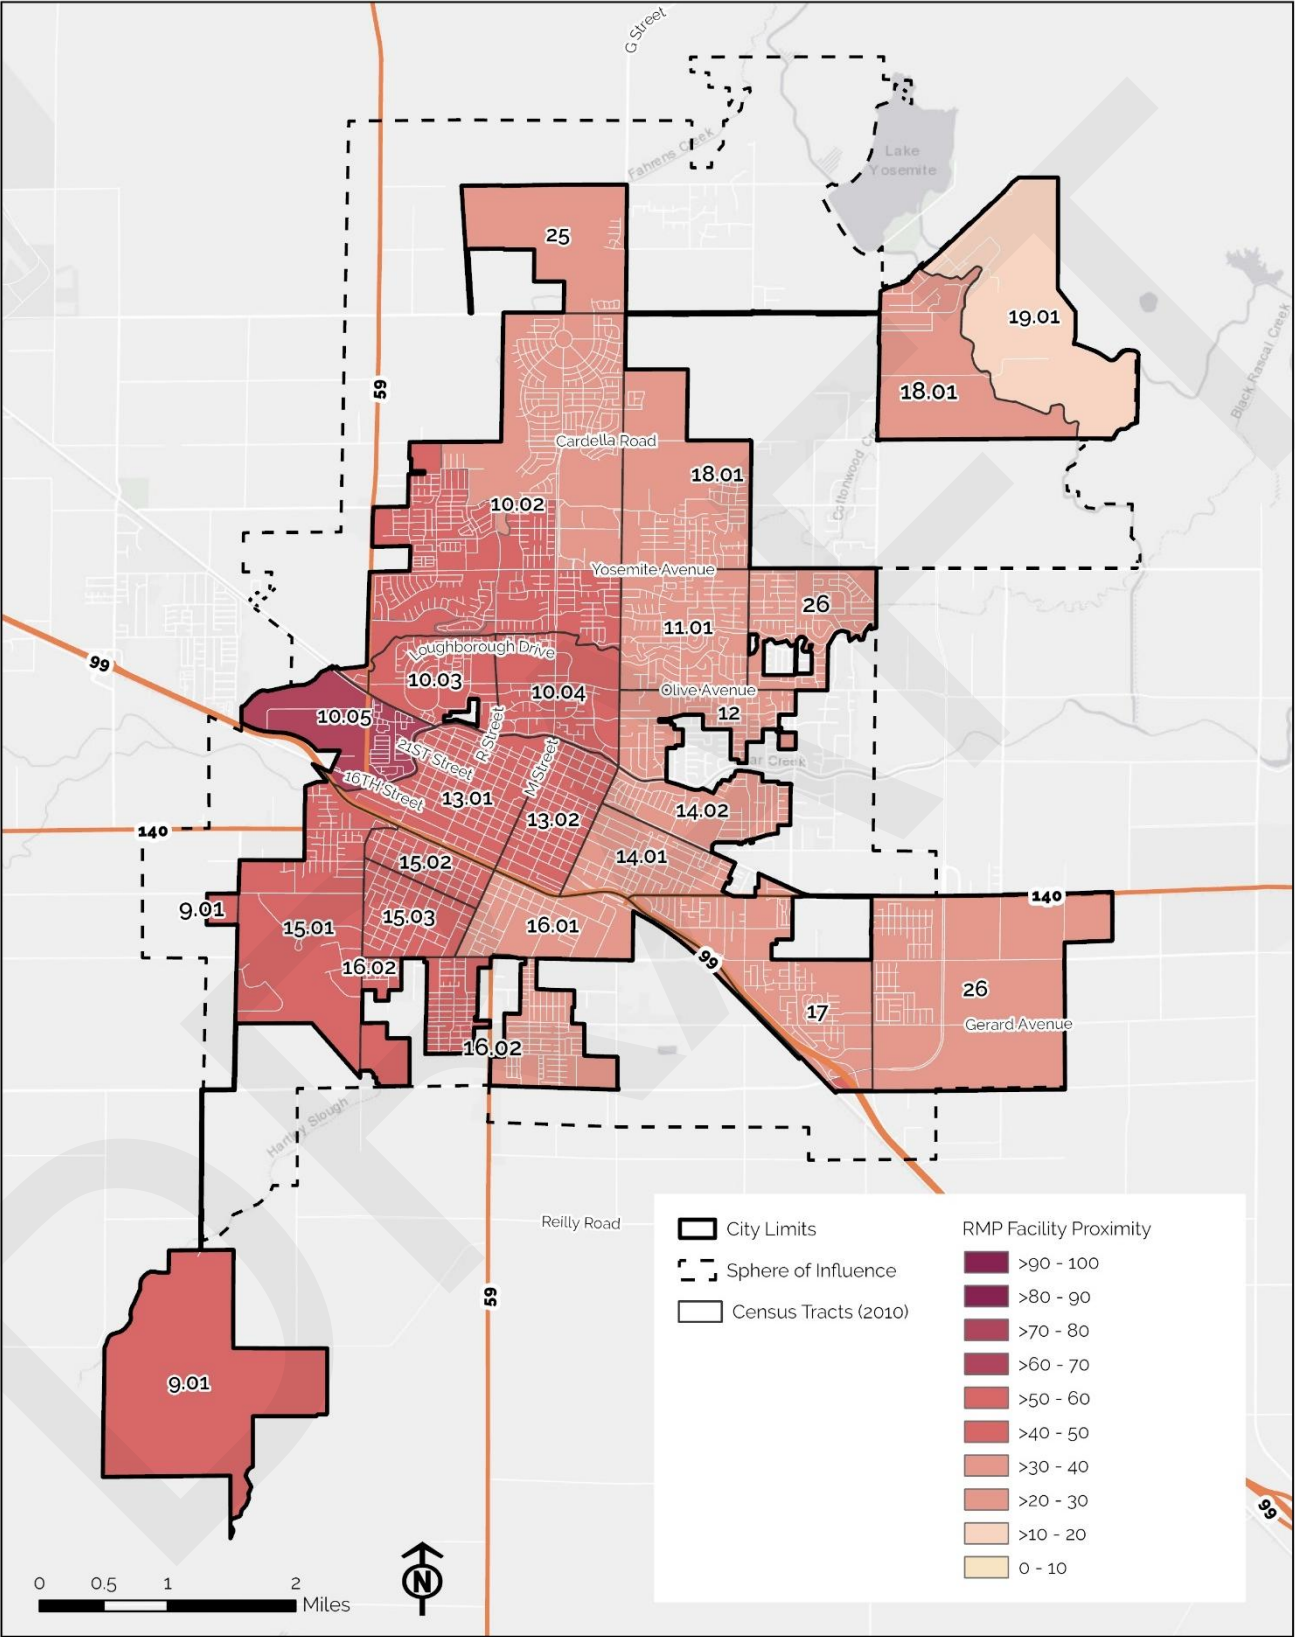 G Street
Lake
Yosemite
Fahrens Creek
25
19.01
18.01
Black Rascal Creek
59
Cardella Road
18.01
10.02
Yosemite Avenue
26
11.01
Loughborough Drive
10.03
10.04
Olive Avenue
12
99
10.05
21ST Street
R Street
M Street
16TH Street
13.01
13.02
14.02
14.01
140
15.02
15.03
9.01
15.01
16.01
16.02
140
99
26
17
Gerard Avenue
16.02
Hartley Slough
Reilly Road
59
9.01
City Limits
Sphere of Influence
Census Tracts (2010)
RMP Facility Proximity
>90 - 100
>80 - 90
>70 - 80
>60 - 70
>50 - 60
>40 - 50
>30 - 40
>20 - 30
>10 - 20
0 - 10
99
0 0.5 1 2
Miles
N
DRAFT